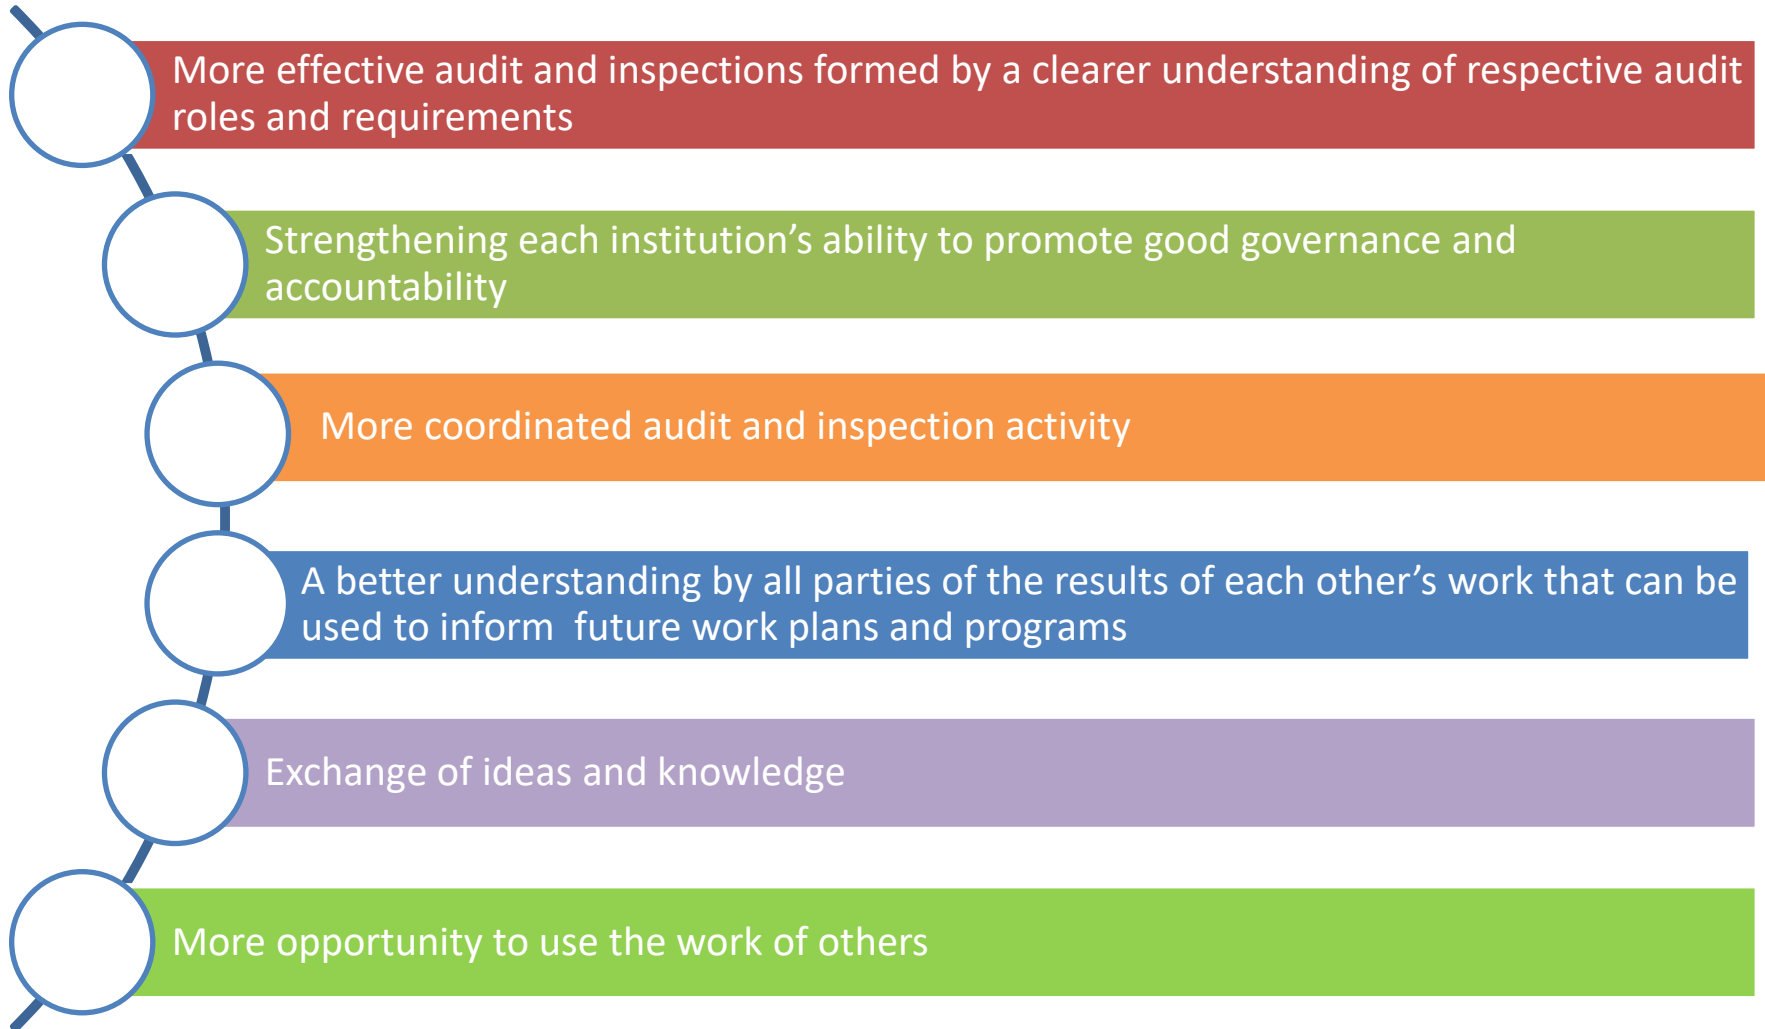 More effective audit and inspections formed by a clearer understanding of respective audit
roles and requirements
Strengthening each institution’s ability to promote good governance and
accountability
More coordinated audit and inspection activity
A better understanding by all parties of the results of each other’s work that can be
used to inform  future work plans and programs
Exchange of ideas and knowledge
More opportunity to use the work of others